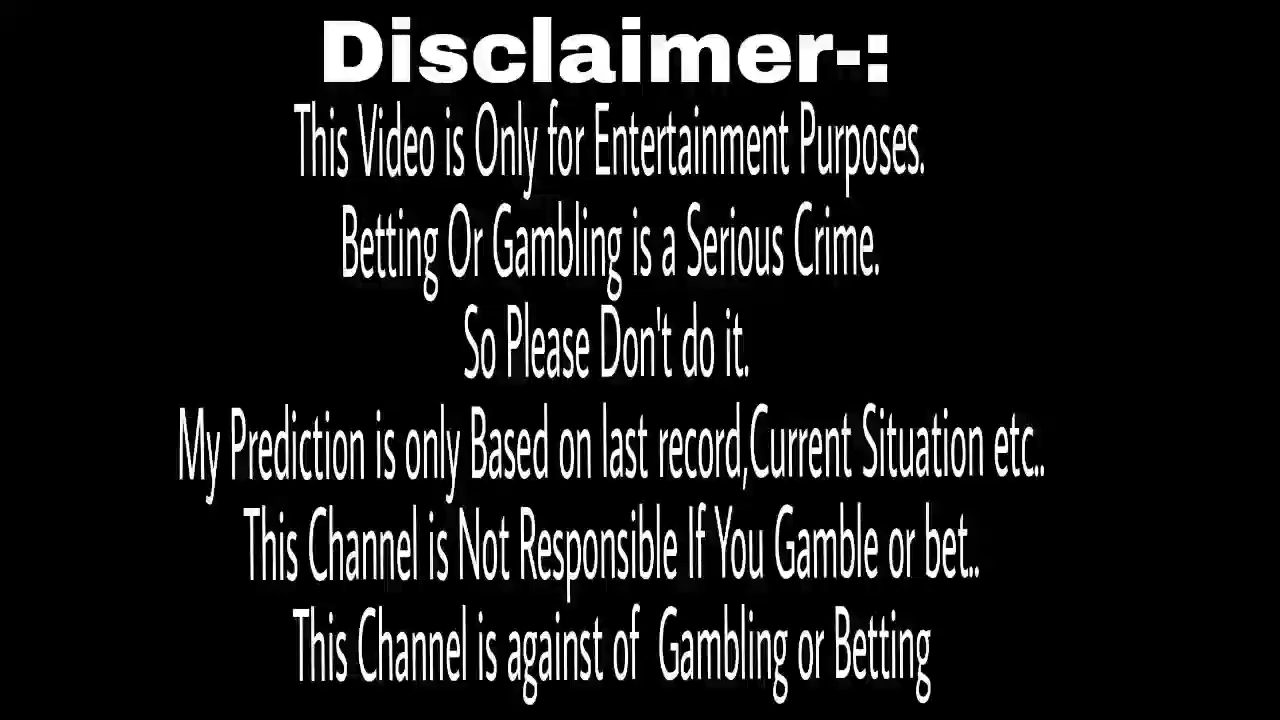 Disclaimer-:
This Video is Only for Entertainment Purposes.
Betting Or Gambling is a Serious Crime.
So Please Don't do it.
My Prediction is only Based on last record,Current Situation etc..
This Channel is Not Responsible If You Gamble or bet..
This Channel is against of  Gambling or Betting